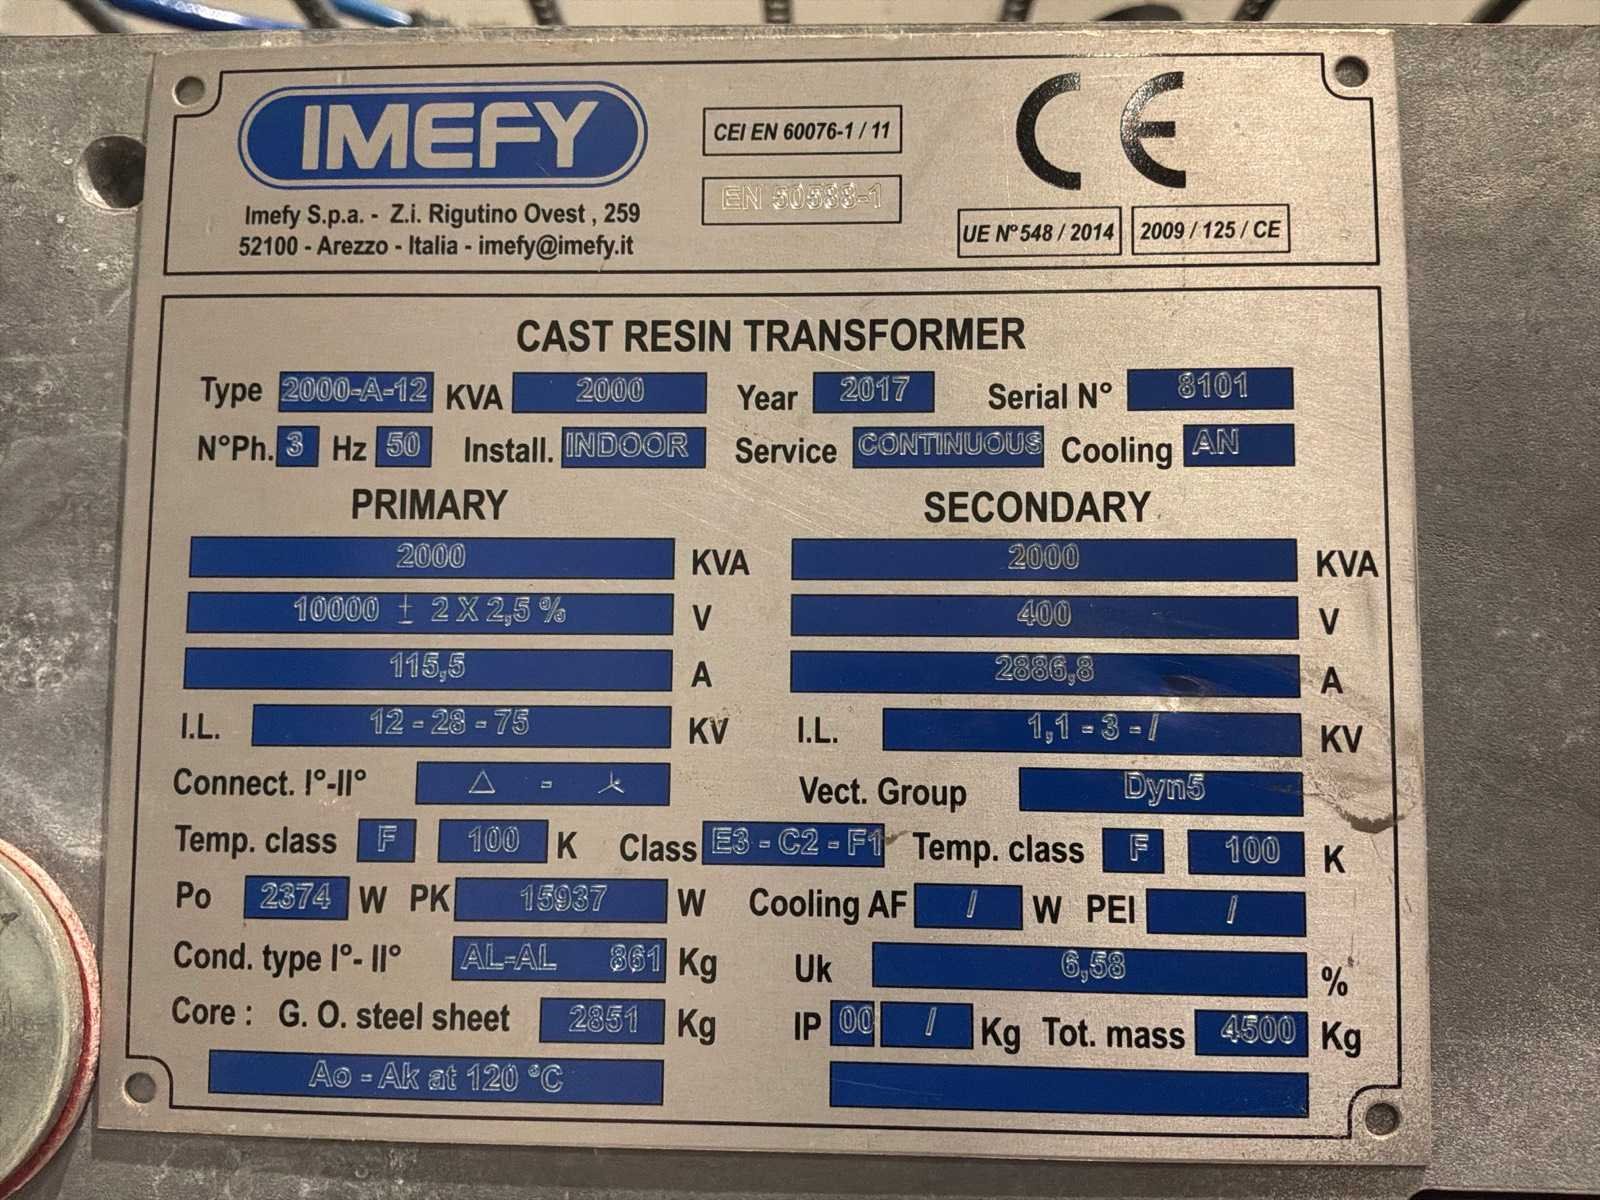 IMEFY
CEI EN 60076-1 / 11
CE
EN 50588-1
Imefy S.p.a. - Z.i. Rigutino Ovest , 259
52100 - Arezzo - Italia - imefy@imefy.it
UE N° 548 / 2014 2009 / 125 / CE
CAST RESIN TRANSFORMER
Type 2000-A-12 KVA 2000 Year 2017 Serial N° 8101
N°Ph. 3 Hz 50 Install. INDOOR Service CONTINUOUS Cooling AN
PRIMARY SECONDARY
2000 KVA 2000 KVA
10000 ± 2 X 2,5 % V 400 V
115,5 A 2886,8 A
I.L. 12 - 28 - 75 KV I.L. 1,1 - 3 - / KV
Connect. I°-II° △ - ⅄ Vect. Group Dyn5
Temp. class F 100 K Class E3 - C2 - F1 Temp. class F 100 K
Po 2374 W PK 15937 W Cooling AF / W PEI /
Cond. type I°- II° AL-AL 861 Kg Uk 6,58 %
Core : G. O. steel sheet 2851 Kg IP 00 / Kg Tot. mass 4500 Kg
Ao - Ak at 120 °C